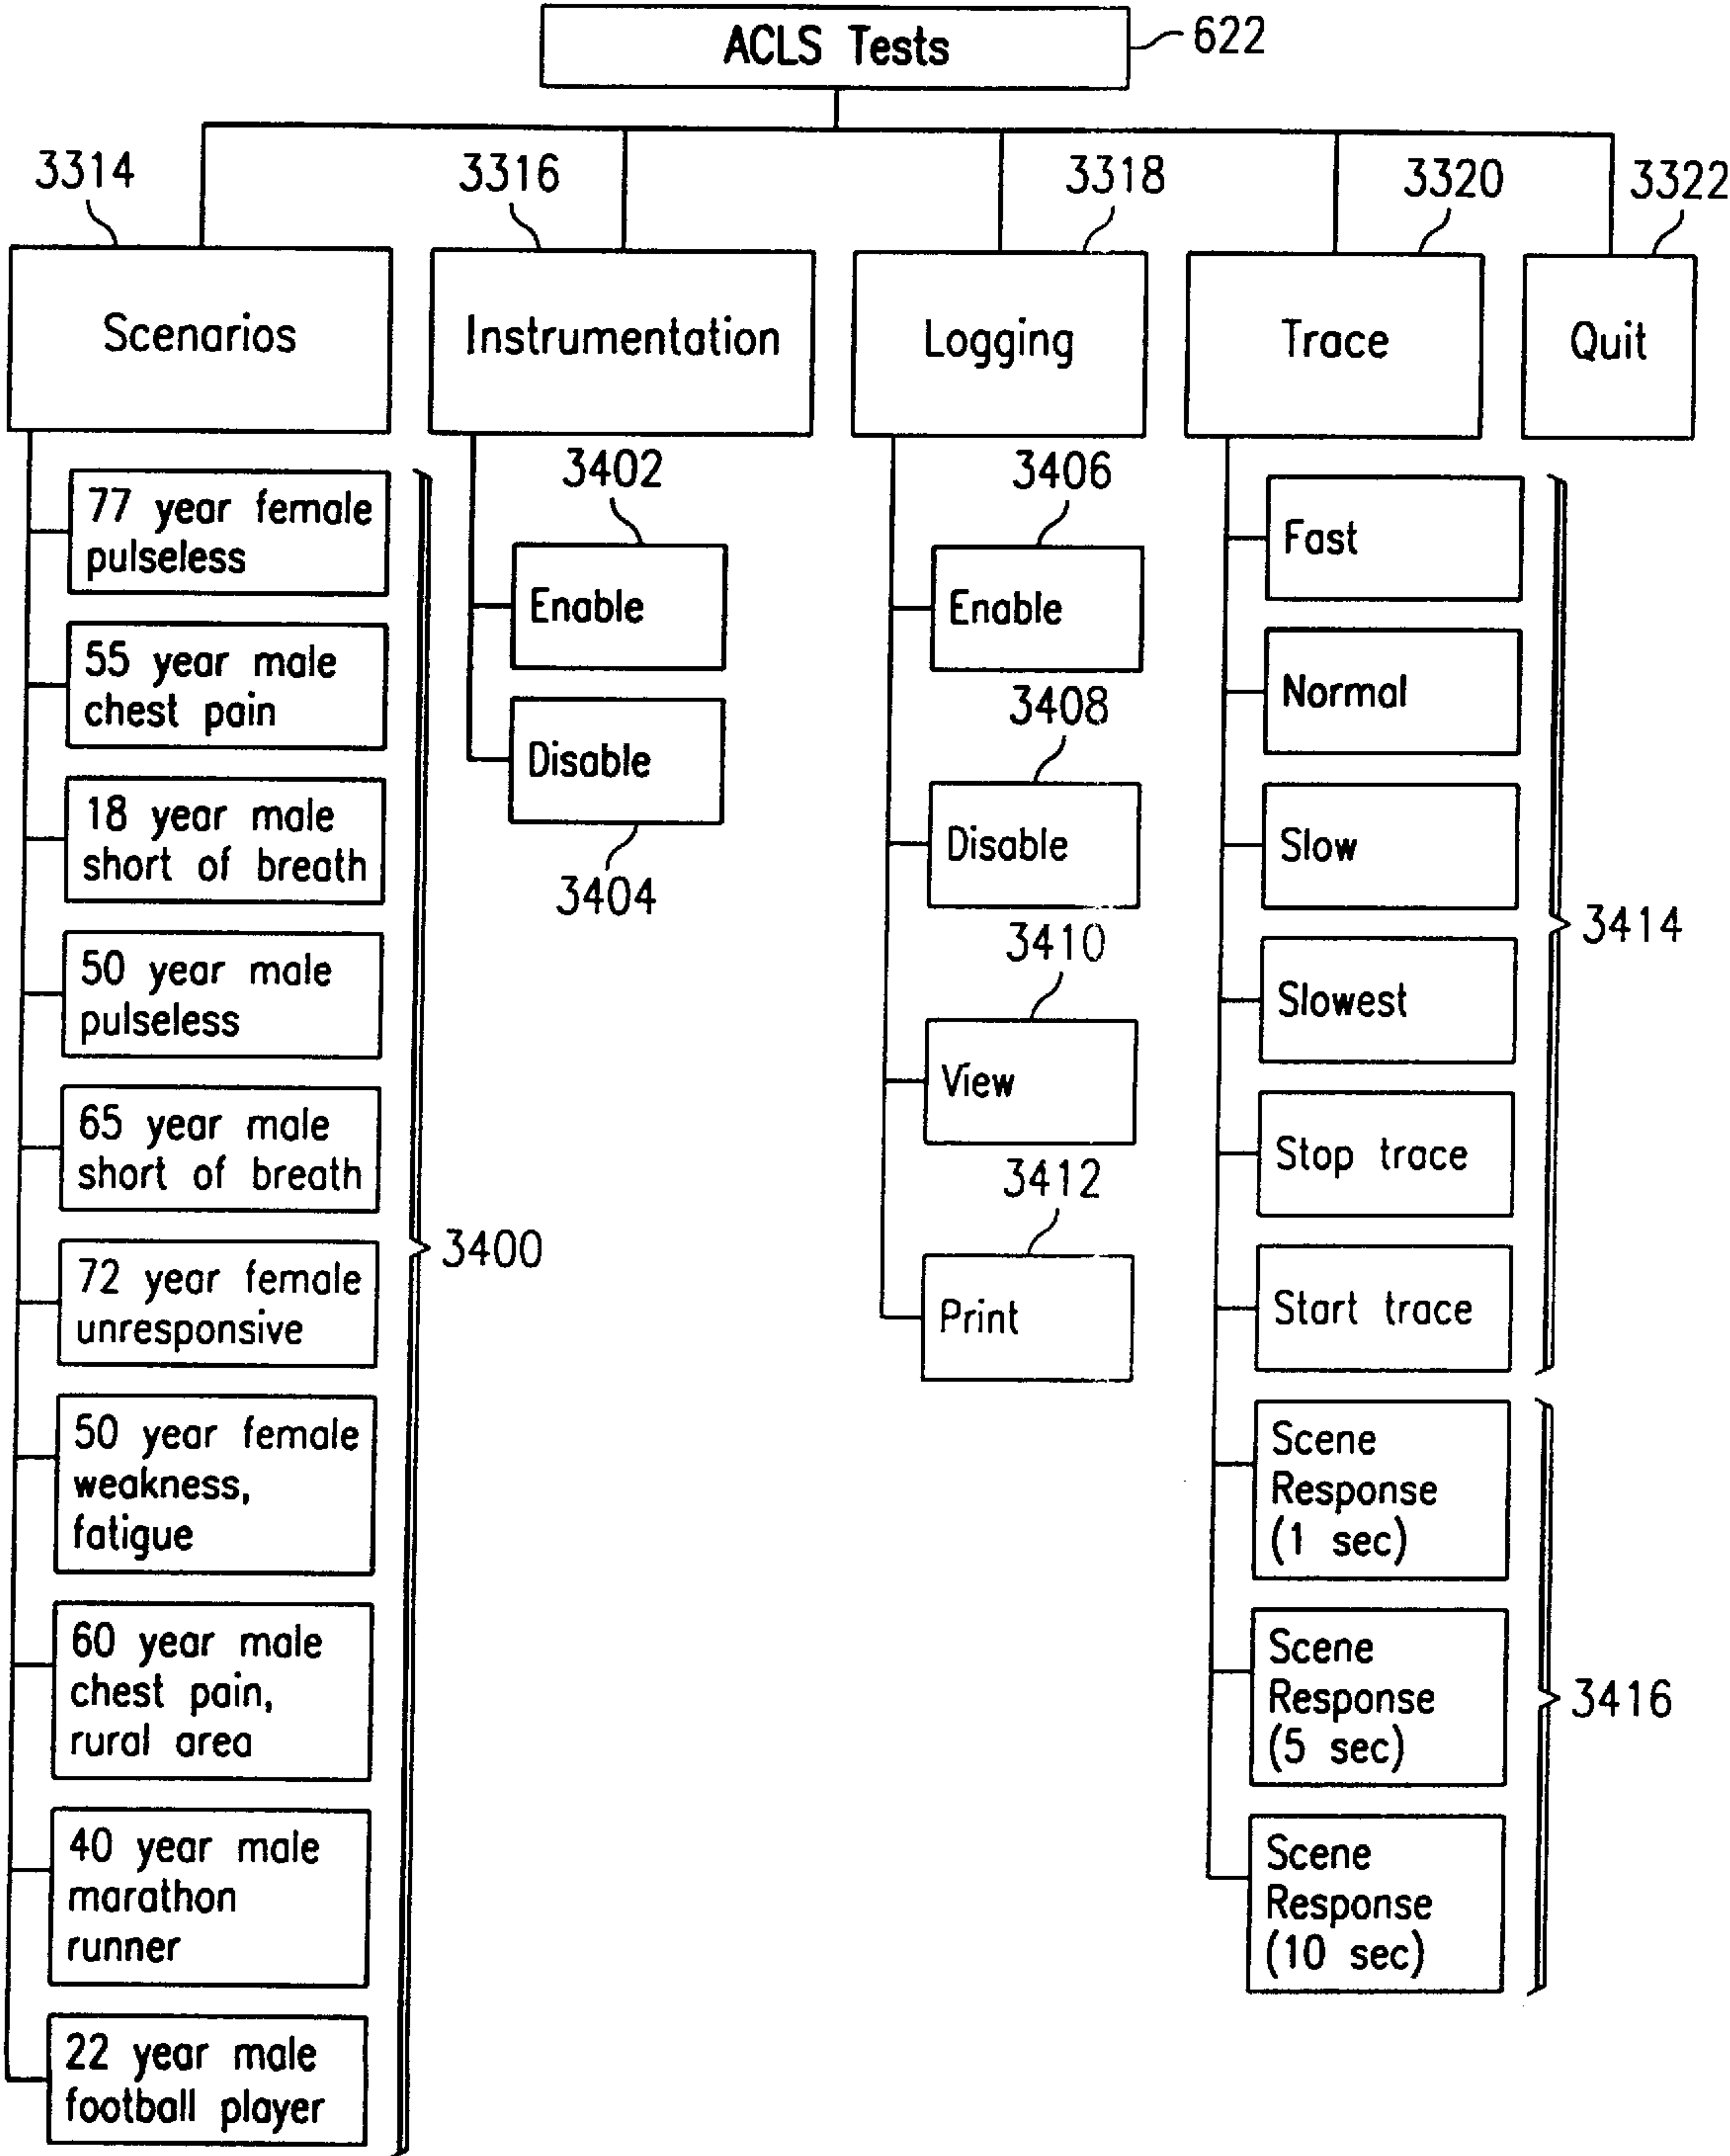 ACLS Tests
622
3314
3316
3318
3320
3322
Scenarios
Instrumentation
Logging
Trace
Quit
77 year female
pulseless
55 year male
chest pain
18 year male
short of breath
50 year male
pulseless
65 year male
short of breath
72 year female
unresponsive
50 year female
weakness,
fatigue
60 year male
chest pain,
rural area
40 year male
marathon
runner
22 year male
football player
3400
3402
Enable
Disable
3404
3406
Enable
3408
Disable
3410
View
3412
Print
Fast
Normal
Slow
Slowest
Stop trace
Start trace
3414
Scene
Response
(1 sec)
Scene
Response
(5 sec)
Scene
Response
(10 sec)
3416